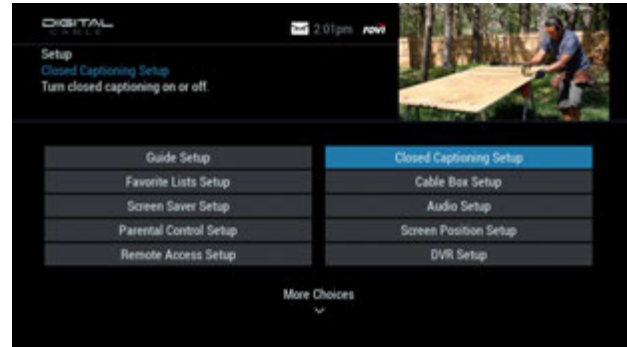 DIGITAL
CABLE
2:01pm rovi
Setup
Closed Captioning Setup
Turn closed captioning on or off.
Guide Setup
Closed Captioning Setup
Favorite Lists Setup
Cable Box Setup
Screen Saver Setup
Audio Setup
Parental Control Setup
Screen Position Setup
Remote Access Setup
DVR Setup
More Choices